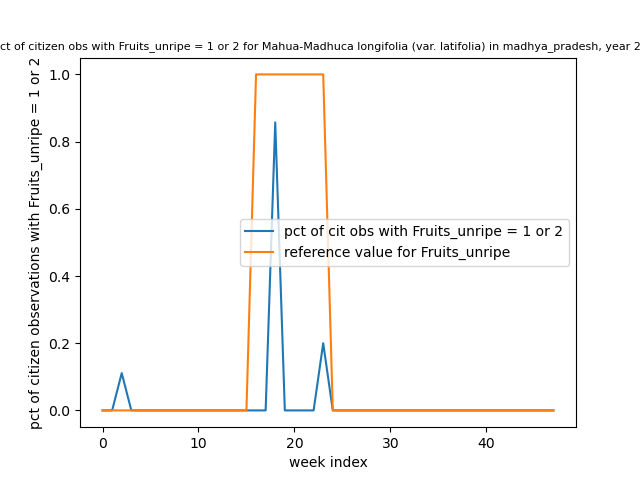 ct of citizen obs with Fruits_unripe = 1 or 2 for Mahua-Madhuca longifolia (var. latifolia) in madhya_pradesh, year 2
pct of citizen observations with Fruits_unripe = 1 or 2
1.0
0.8
0.6
0.4
0.2
0.0
pct of cit obs with Fruits_unripe = 1 or 2
reference value for Fruits_unripe
0 10 20 30 40
week index